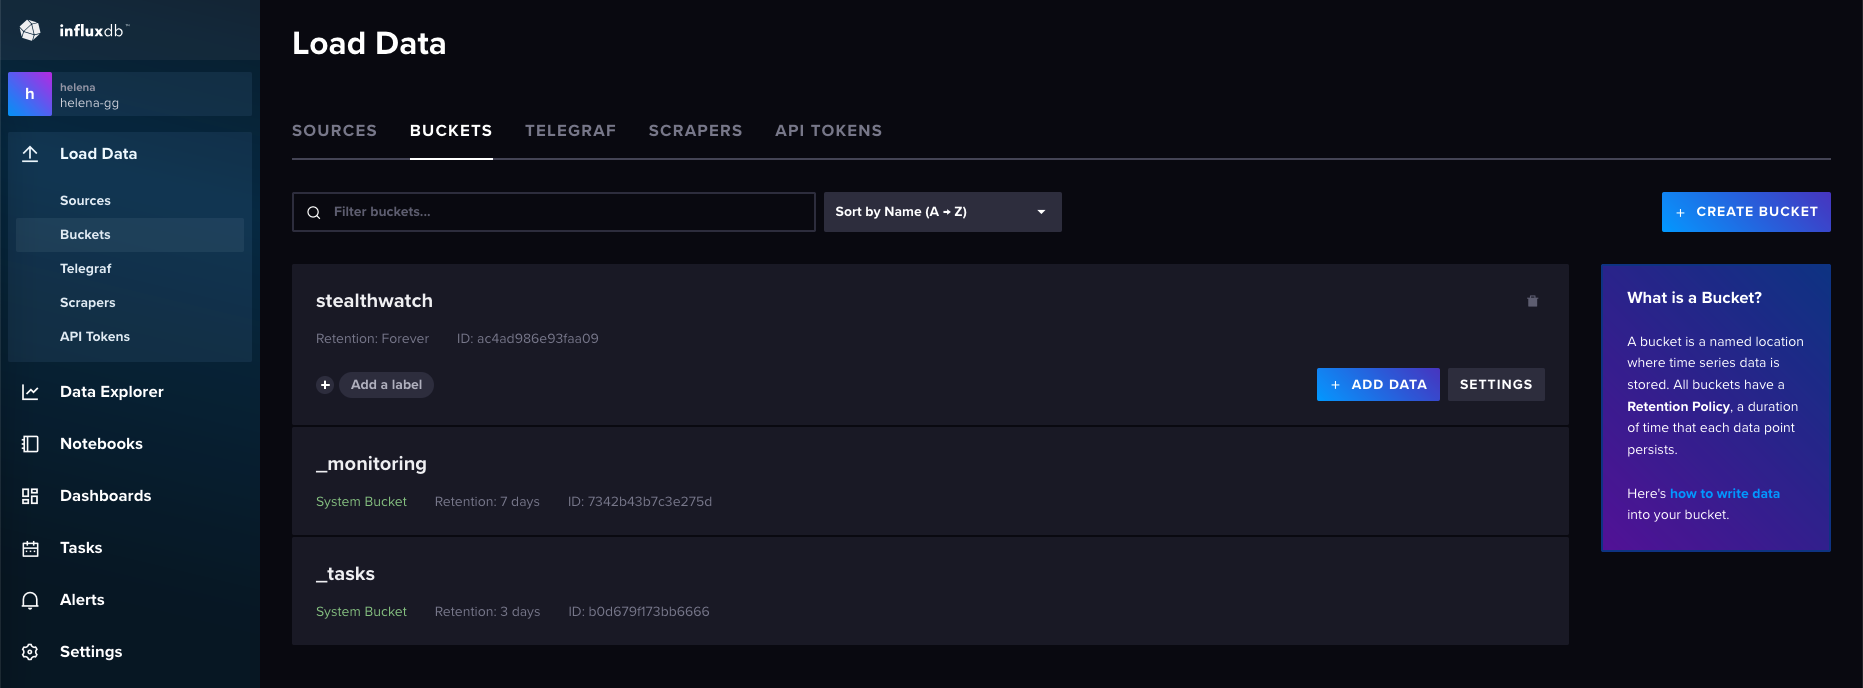 influxdb™
h
helena
helena-gg
Load Data
Sources
Buckets
Telegraf
Scrapers
API Tokens
Data Explorer
Notebooks
Dashboards
Tasks
Alerts
Settings
Load Data
SOURCES BUCKETS TELEGRAF SCRAPERS API TOKENS
Filter buckets... Sort by Name (A → Z) + CREATE BUCKET
stealthwatch
Retention: Forever ID: ac4ad986e93faa09
+ Add a label + ADD DATA SETTINGS
_monitoring
System Bucket Retention: 7 days ID: 7342b43b7c3e275d
_tasks
System Bucket Retention: 3 days ID: b0d679f173bb6666
What is a Bucket?
A bucket is a named location
where time series data is
stored. All buckets have a
Retention Policy, a duration
of time that each data point
persists.
Here's how to write data
into your bucket.